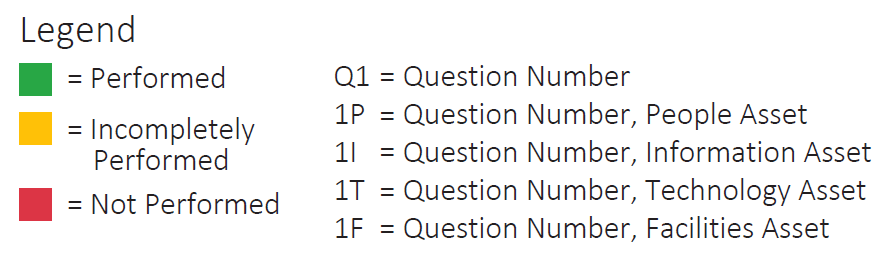 Legend
= Performed
= Incompletely
Performed
= Not Performed
Q1 = Question Number
1P = Question Number, People Asset
1I = Question Number, Information Asset
1T = Question Number, Technology Asset
1F = Question Number, Facilities Asset